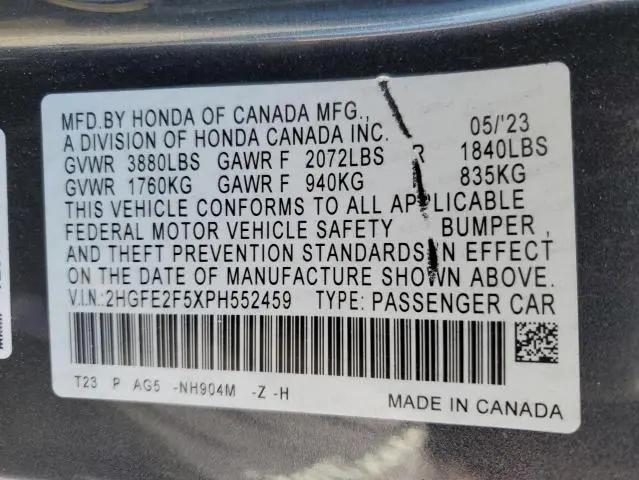 MFD.BY HONDA OF CANADA MFG.,
A DIVISION OF HONDA CANADA INC. 05/'23
GVWR 3880LBS GAWR F 2072LBS R 1840LBS
GVWR 1760KG GAWR F 940KG 835KG
THIS VEHICLE CONFORMS TO ALL APPLICABLE
FEDERAL MOTOR VEHICLE SAFETY BUMPER,
AND THEFT PREVENTION STANDARDS IN EFFECT
ON THE DATE OF MANUFACTURE SHOWN ABOVE.
V.I.N.:2HGFE2F5XPH552459 TYPE: PASSENGER CAR
T23 P AG5 -NH904M -Z -H
MADE IN CANADA